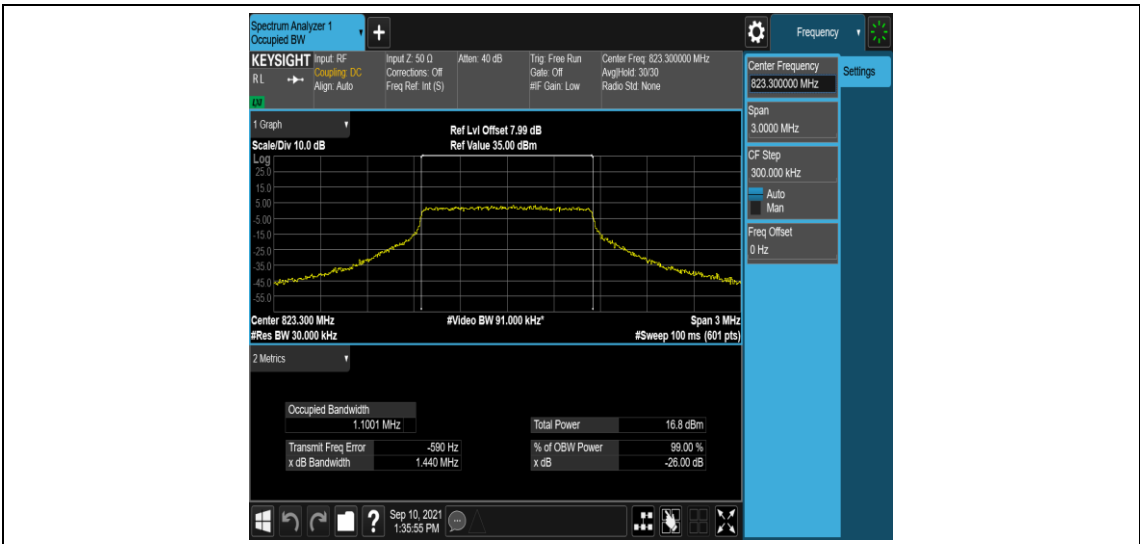 Spectrum Analyzer 1
Occupied BW
+
Frequency
KEYSIGHT Input: RF Input Z: 50 Ω Atten: 40 dB Trig: Free Run Center Freq: 823.300000 MHz
RL Coupling: DC Corrections: Off Gate: Off Avg|Hold: 30/30
Align: Auto Freq Ref: Int (S) #IF Gain: Low Radio Std: None
LXI
Center Frequency
823.300000 MHz
Settings
Span
3.0000 MHz
CF Step
300.000 kHz
Auto
Man
Freq Offset
0 Hz
1 Graph
Ref Lvl Offset 7.99 dB
Scale/Div 10.0 dB Ref Value 35.00 dBm
Log
25.0
15.0
5.00
-5.00
-15.0
-25.0
-35.0
-45.0
-55.0
Center 823.300 MHz #Video BW 91.000 kHz* Span 3 MHz
#Res BW 30.000 kHz #Sweep 100 ms (601 pts)
2 Metrics
Occupied Bandwidth
1.1001 MHz Total Power 16.8 dBm
Transmit Freq Error -590 Hz % of OBW Power 99.00 %
x dB Bandwidth 1.440 MHz x dB -26.00 dB
? Sep 10, 2021
1:35:55 PM